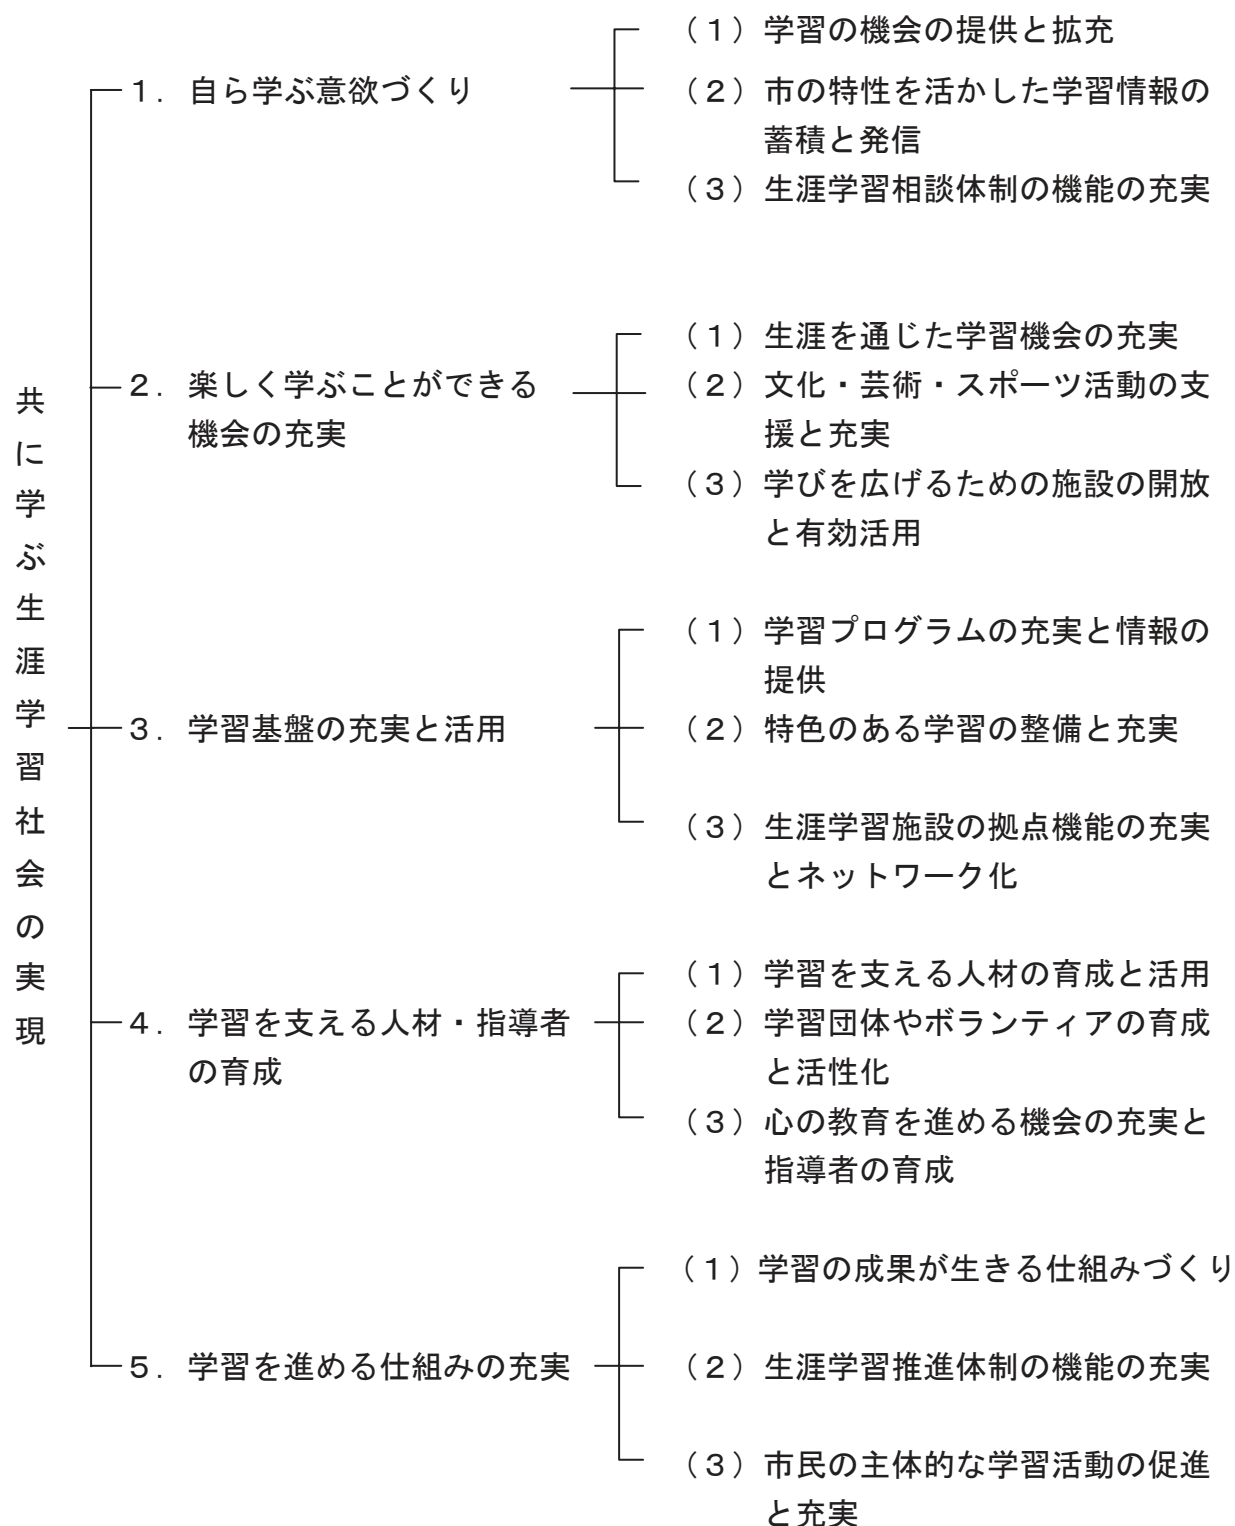 共に学ぶ生涯学習社会の実現
１．自ら学ぶ意欲づくり
（１）学習の機会の提供と拡充
（２）市の特性を活かした学習情報の
蓄積と発信
（３）生涯学習相談体制の機能の充実
２．楽しく学ぶことができる
機会の充実
（１）生涯を通じた学習機会の充実
（２）文化・芸術・スポーツ活動の支
援と充実
（３）学びを広げるための施設の開放
と有効活用
３．学習基盤の充実と活用
（１）学習プログラムの充実と情報の
提供
（２）特色のある学習の整備と充実
（３）生涯学習施設の拠点機能の充実
とネットワーク化
４．学習を支える人材・指導者
の育成
（１）学習を支える人材の育成と活用
（２）学習団体やボランティアの育成
と活性化
（３）心の教育を進める機会の充実と
指導者の育成
５．学習を進める仕組みの充実
（１）学習の成果が生きる仕組みづくり
（２）生涯学習推進体制の機能の充実
（３）市民の主体的な学習活動の促進
と充実